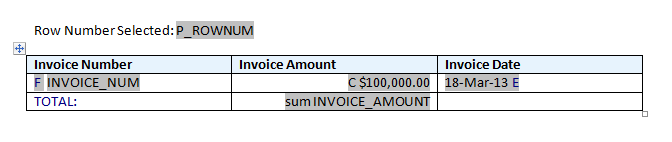 Row Number Selected: P_ROWNUM
Invoice Number Invoice Amount Invoice Date
F INVOICE_NUM C $100,000.00 18-Mar-13 E
TOTAL: sum INVOICE_AMOUNT